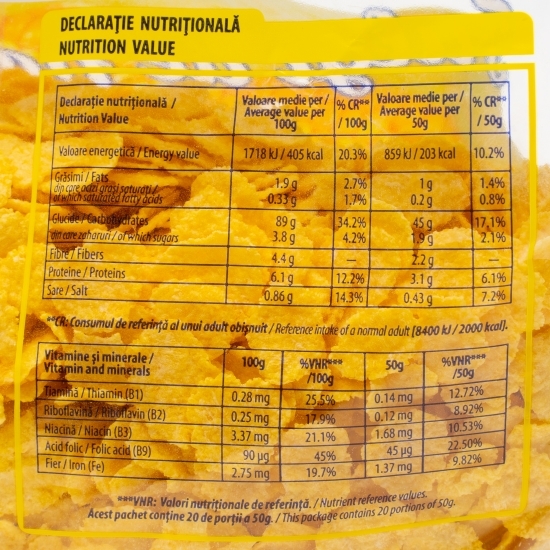 DECLARAȚIE NUTRIȚIONALĂ
NUTRITION VALUE
Declarație nutrițională / Nutrition Value | Valoare medie per / Average value per 100g | % CR** / 100g | Valoare medie per / Average value per 50g | % CR** / 50g
Valoare energetică / Energy value 1718 kJ / 405 kcal 20.3% 859 kJ / 203 kcal 10.2%
Grăsimi / Fats 1.9 g 2.7% 1 g 1.4%
din care acizi grași saturați / of which saturated fatty acids 0.33 g 1.7% 0.2 g 0.8%
Glucide / Carbohydrates 89 g 34.2% 45 g 17,1%
din care zaharuri / of which sugars 3.8 g 4.2% 1.9 g 2.1%
Fibre / Fibers 4.4 g — 2.2 g —
Proteine / Proteins 6.1 g 12.2% 3.1 g 6.1%
Sare / Salt 0.86 g 14.3% 0.43 g 7.2%
**CR: Consumul de referință al unui adult obișnuit / Reference intake of a normal adult [8400 kJ / 2000 kcal].
Vitamine și minerale / Vitamin and minerals | 100g | %VNR*** /100g | 50g | %VNR*** /50g
Tiamină / Thiamin (B1) 0.28 mg 25,5% 0.14 mg 12.72%
Riboflavină / Riboflavin (B2) 0.25 mg 17.9% 0.12 mg 8.92%
Niacină / Niacin (B3) 3.37 mg 21.1% 1.68 mg 10.53%
Acid folic / Folic acid (B9) 90 µg 45% 45 µg 22.50%
Fier / Iron (Fe) 2.75 mg 19.7% 1.37 mg 9.82%
***VNR: Valori nutriționale de referință. / Nutrient reference values.
Acest pachet conține 20 de porții a 50g. / This package contains 20 portions of 50g.